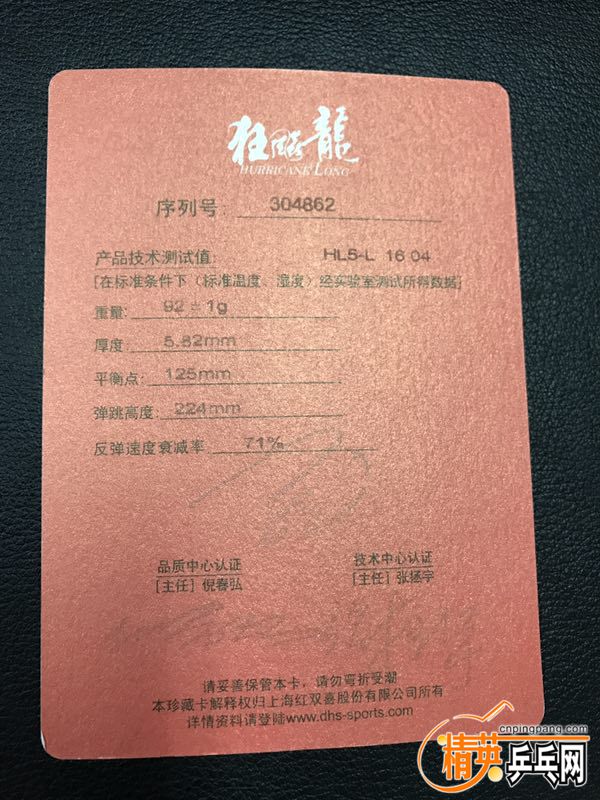 狂飚龍
HURRICANE LONG
序列号: 304862
产品技术测试值: HL5-L 16 04
[在标准条件下（标准温度、湿度）经实验室测试所得数据]
重量: 92±1g
厚度: 5.82mm
平衡点: 125mm
弹跳高度: 224mm
反弹速度衰减率 71%
品质中心认证 技术中心认证
[主任] 倪春弘 [主任] 张扬宇
请妥善保管本卡，请勿弯折受潮
本珍藏卡解释权归上海红双喜股份有限公司所有
详情资料请登陆www.dhs-sports.com
cnpingpang.com
精英乒乓网